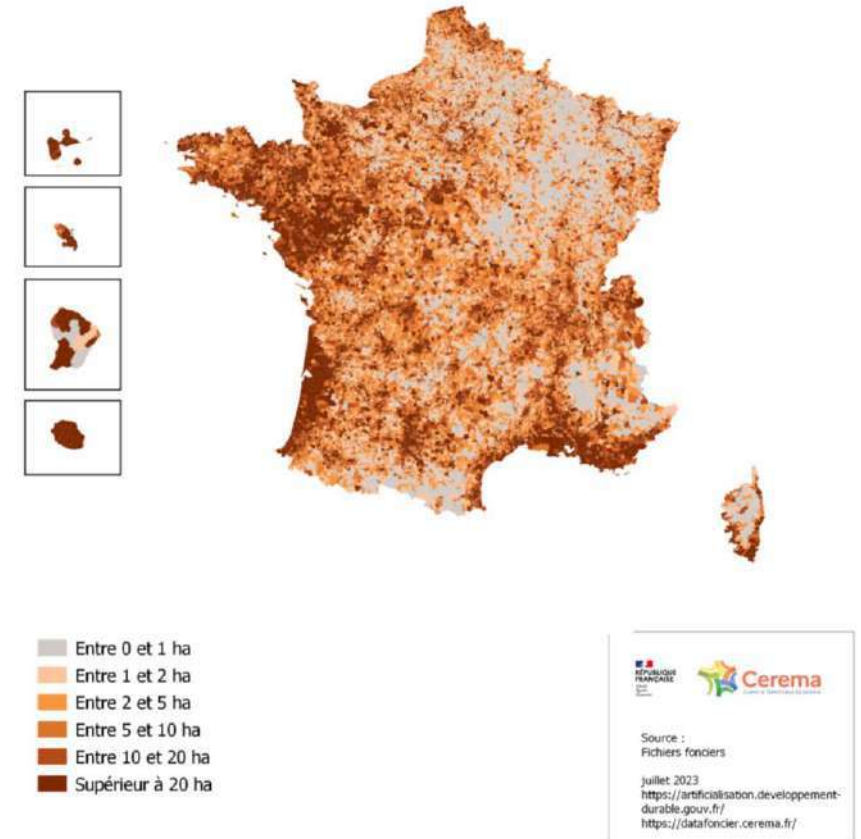 Entre 0 et 1 ha
Entre 1 et 2 ha
Entre 2 et 5 ha
Entre 5 et 10 ha
Entre 10 et 20 ha
Supérieur à 20 ha
RÉPUBLIQUE
FRANÇAISE
Cerema
Source :
Fichiers fonciers
juillet 2023
https://artificialisation.developpement-
durable.gouv.fr/
https://datafoncier.cerema.fr/